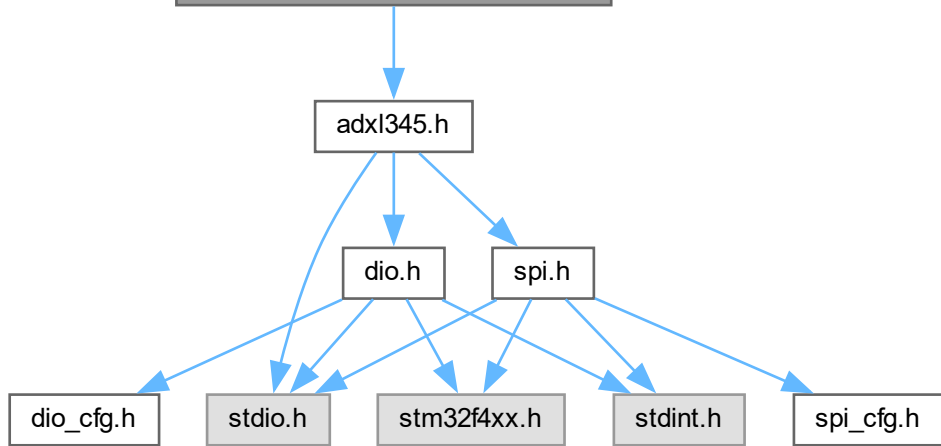 adxl345.h
dio.h
spi.h
dio_cfg.h
stdio.h
stm32f4xx.h
stdint.h
spi_cfg.h